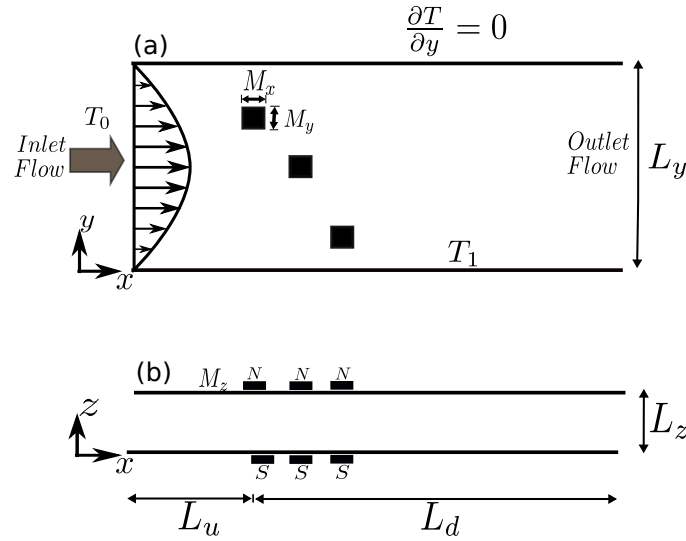 ∂T/∂y = 0
(a)
M_x
T_0
M_y
Inlet
Flow
Outlet
Flow
L_y
y
x
T_1
(b)
M_z
N N N
z
L_z
x
S S S
L_u
L_d